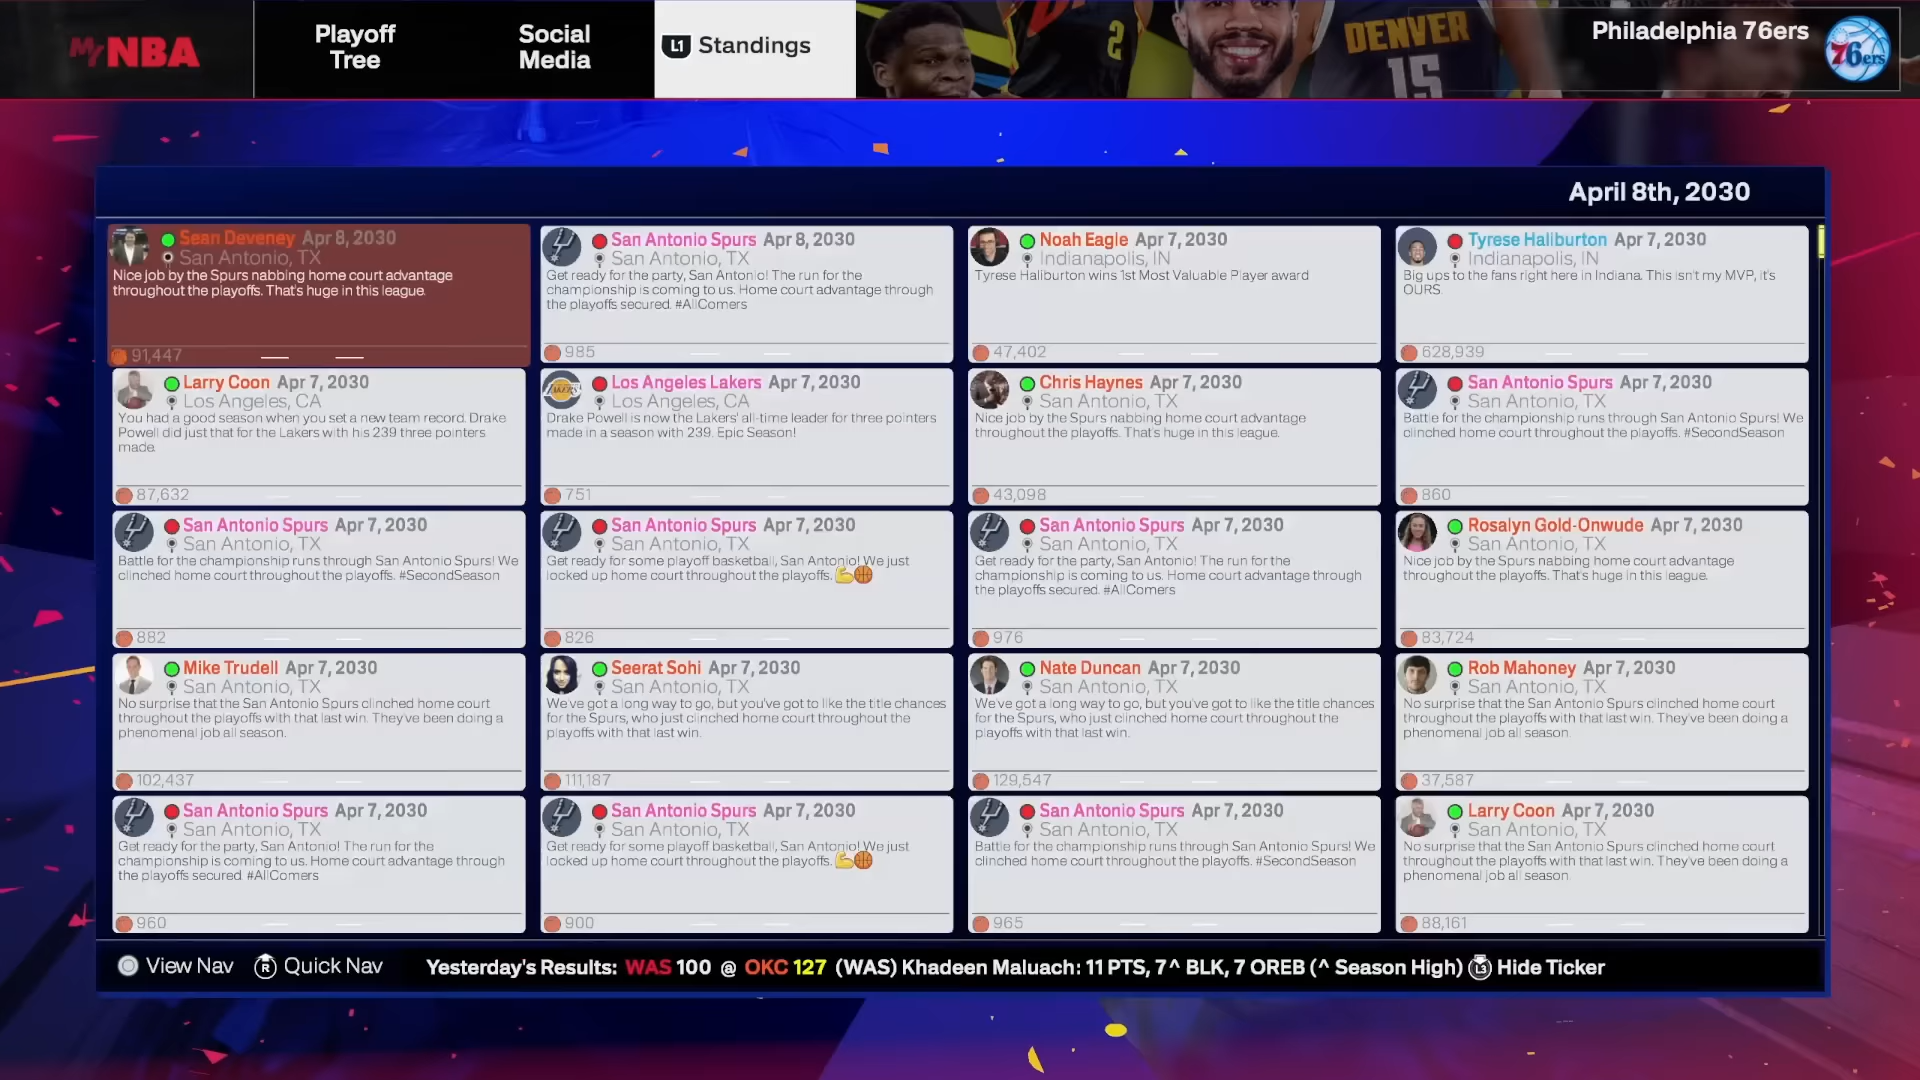 MyNBA
Playoff
Tree
Social
Media
L1 Standings
2
DENVER
15
Philadelphia 76ers
76ers
April 8th, 2030
Sean Deveney Apr 8, 2030
San Antonio, TX
Nice job by the Spurs nabbing home court advantage
throughout the playoffs. That's huge in this league.
91,447
San Antonio Spurs Apr 8, 2030
San Antonio, TX
Get ready for the party, San Antonio! The run for the
championship is coming to us. Home court advantage through
the playoffs secured. #AllComers
985
Noah Eagle Apr 7, 2030
Indianapolis, IN
Tyrese Haliburton wins 1st Most Valuable Player award
47,402
Tyrese Haliburton Apr 7, 2030
Indianapolis, IN
Big ups to the fans right here in Indiana. This isn't my MVP, it's
OURS.
628,939
Larry Coon Apr 7, 2030
Los Angeles, CA
You had a good season when you set a new team record. Drake
Powell did just that for the Lakers with his 239 three pointers
made.
87,632
Los Angeles Lakers Apr 7, 2030
Los Angeles, CA
Drake Powell is now the Lakers' all-time leader for three pointers
made in a season with 239. Epic Season!
751
Chris Haynes Apr 7, 2030
San Antonio, TX
Nice job by the Spurs nabbing home court advantage
throughout the playoffs. That's huge in this league.
43,098
San Antonio Spurs Apr 7, 2030
San Antonio, TX
Battle for the championship runs through San Antonio Spurs! We
clinched home court throughout the playoffs. #SecondSeason
860
San Antonio Spurs Apr 7, 2030
San Antonio, TX
Battle for the championship runs through San Antonio Spurs! We
clinched home court throughout the playoffs. #SecondSeason
882
San Antonio Spurs Apr 7, 2030
San Antonio, TX
Get ready for some playoff basketball, San Antonio! We just
locked up home court throughout the playoffs. 💪🏀
826
San Antonio Spurs Apr 7, 2030
San Antonio, TX
Get ready for the party, San Antonio! The run for the
championship is coming to us. Home court advantage through
the playoffs secured. #AllComers
976
Rosalyn Gold-Onwude Apr 7, 2030
San Antonio, TX
Nice job by the Spurs nabbing home court advantage
throughout the playoffs. That's huge in this league.
83,724
Mike Trudell Apr 7, 2030
San Antonio, TX
No surprise that the San Antonio Spurs clinched home court
throughout the playoffs with that last win. They've been doing a
phenomenal job all season.
102,437
Seerat Sohi Apr 7, 2030
San Antonio, TX
We've got a long way to go, but you've got to like the title chances
for the Spurs, who just clinched home court throughout the
playoffs with that last win.
111,187
Nate Duncan Apr 7, 2030
San Antonio, TX
We've got a long way to go, but you've got to like the title chances
for the Spurs, who just clinched home court throughout the
playoffs with that last win.
129,547
Rob Mahoney Apr 7, 2030
San Antonio, TX
No surprise that the San Antonio Spurs clinched home court
throughout the playoffs with that last win. They've been doing a
phenomenal job all season.
37,587
San Antonio Spurs Apr 7, 2030
San Antonio, TX
Get ready for the party, San Antonio! The run for the
championship is coming to us. Home court advantage through
the playoffs secured. #AllComers
960
San Antonio Spurs Apr 7, 2030
San Antonio, TX
Get ready for some playoff basketball, San Antonio! We just
locked up home court throughout the playoffs. 💪🏀
900
San Antonio Spurs Apr 7, 2030
San Antonio, TX
Battle for the championship runs through San Antonio Spurs! We
clinched home court throughout the playoffs. #SecondSeason
965
Larry Coon Apr 7, 2030
San Antonio, TX
No surprise that the San Antonio Spurs clinched home court
throughout the playoffs with that last win. They've been doing a
phenomenal job all season.
88,161
View Nav R Quick Nav Yesterday's Results: WAS 100 @ OKC 127 (WAS) Khadeen Maluach: 11 PTS, 7^ BLK, 7 OREB (^ Season High) L3 Hide Ticker